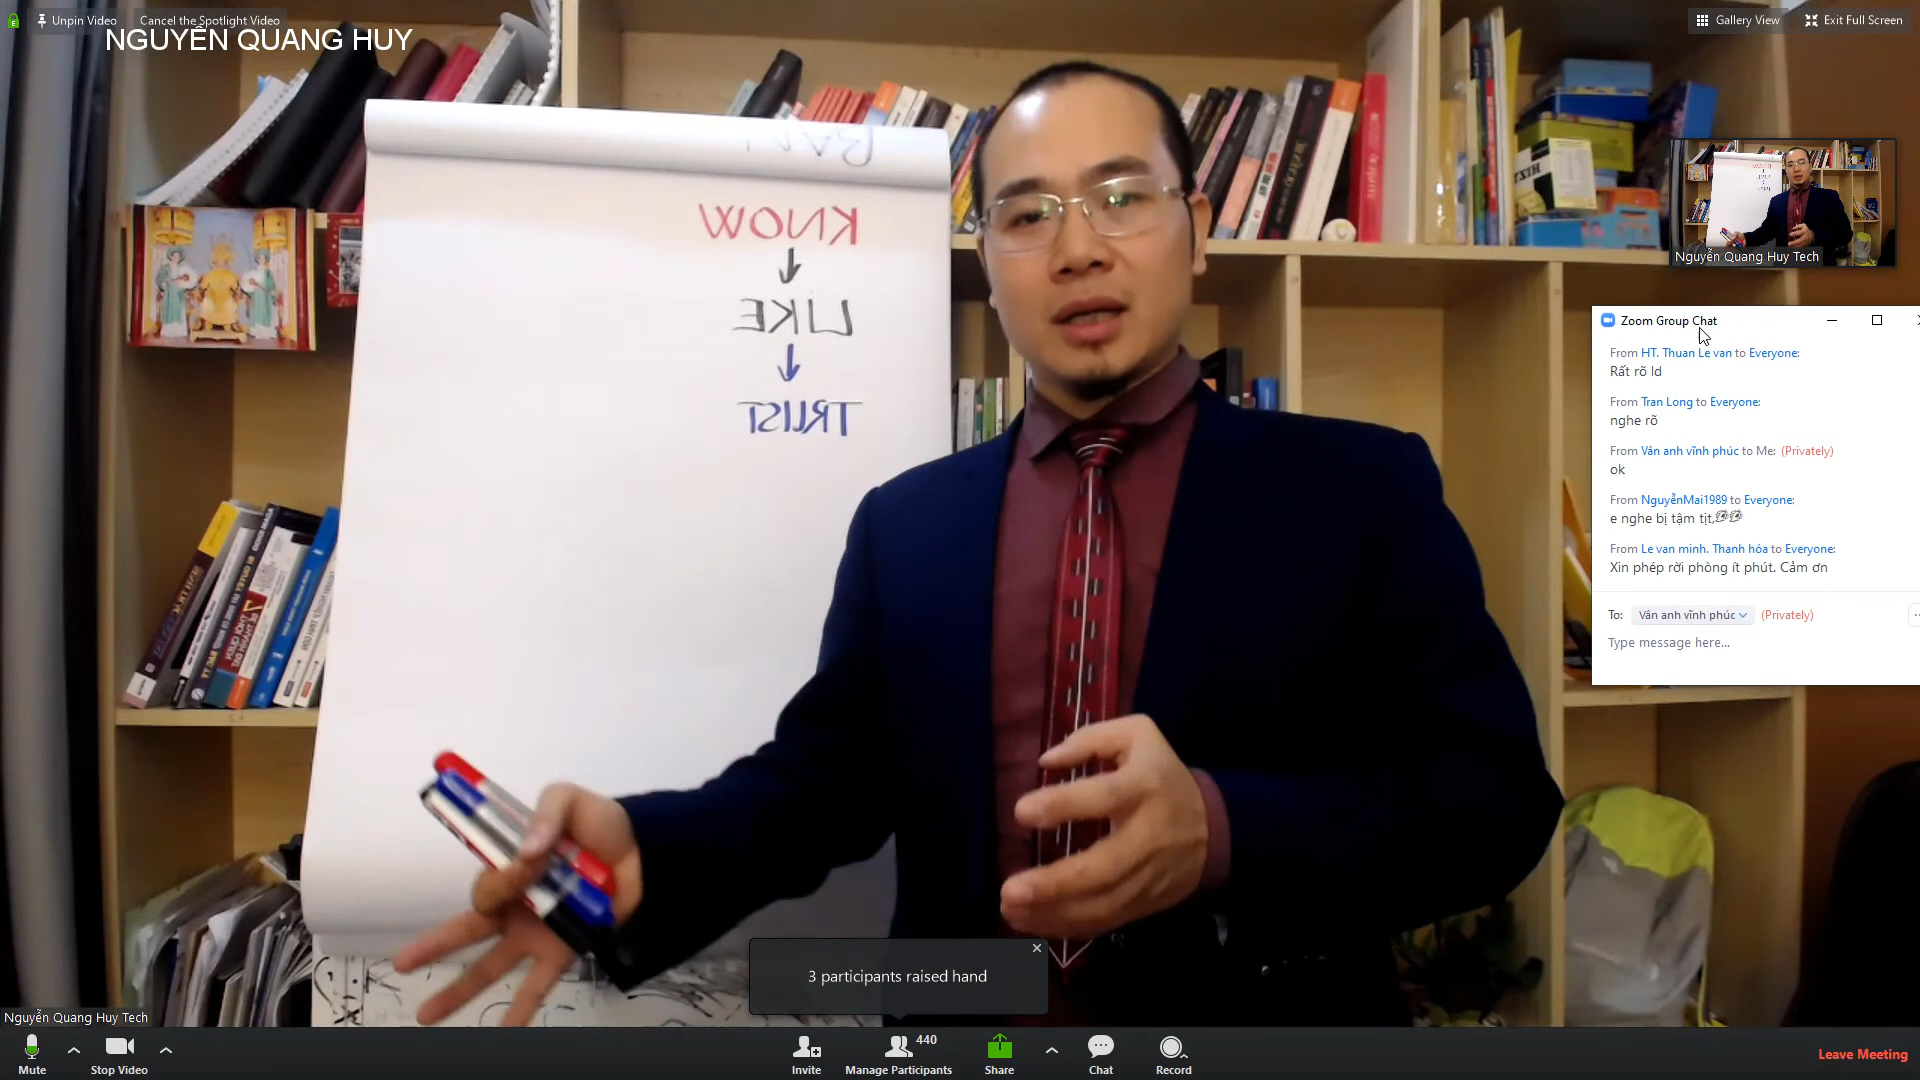 Unpin Video
Cancel the Spotlight Video
Gallery View
Exit Full Screen
NGUYỄN QUANG HUY
KNOW
LIKE
TRUST
Nguyễn Quang Huy Tech
Zoom Group Chat
From HT. Thuan Le van to Everyone:
Rất rõ ld
From Tran Long to Everyone:
nghe rõ
From Vân anh vĩnh phúc to Me: (Privately)
ok
From NguyễnMai1989 to Everyone:
e nghe bị tậm tịt,
From Le van minh. Thanh hóa to Everyone:
Xin phép rời phòng ít phút. Cảm ơn
To: Vân anh vĩnh phúc (Privately)
Type message here...
3 participants raised hand
Nguyễn Quang Huy Tech
Mute
Stop Video
Invite
440
Manage Participants
Share
Chat
Record
Leave Meeting